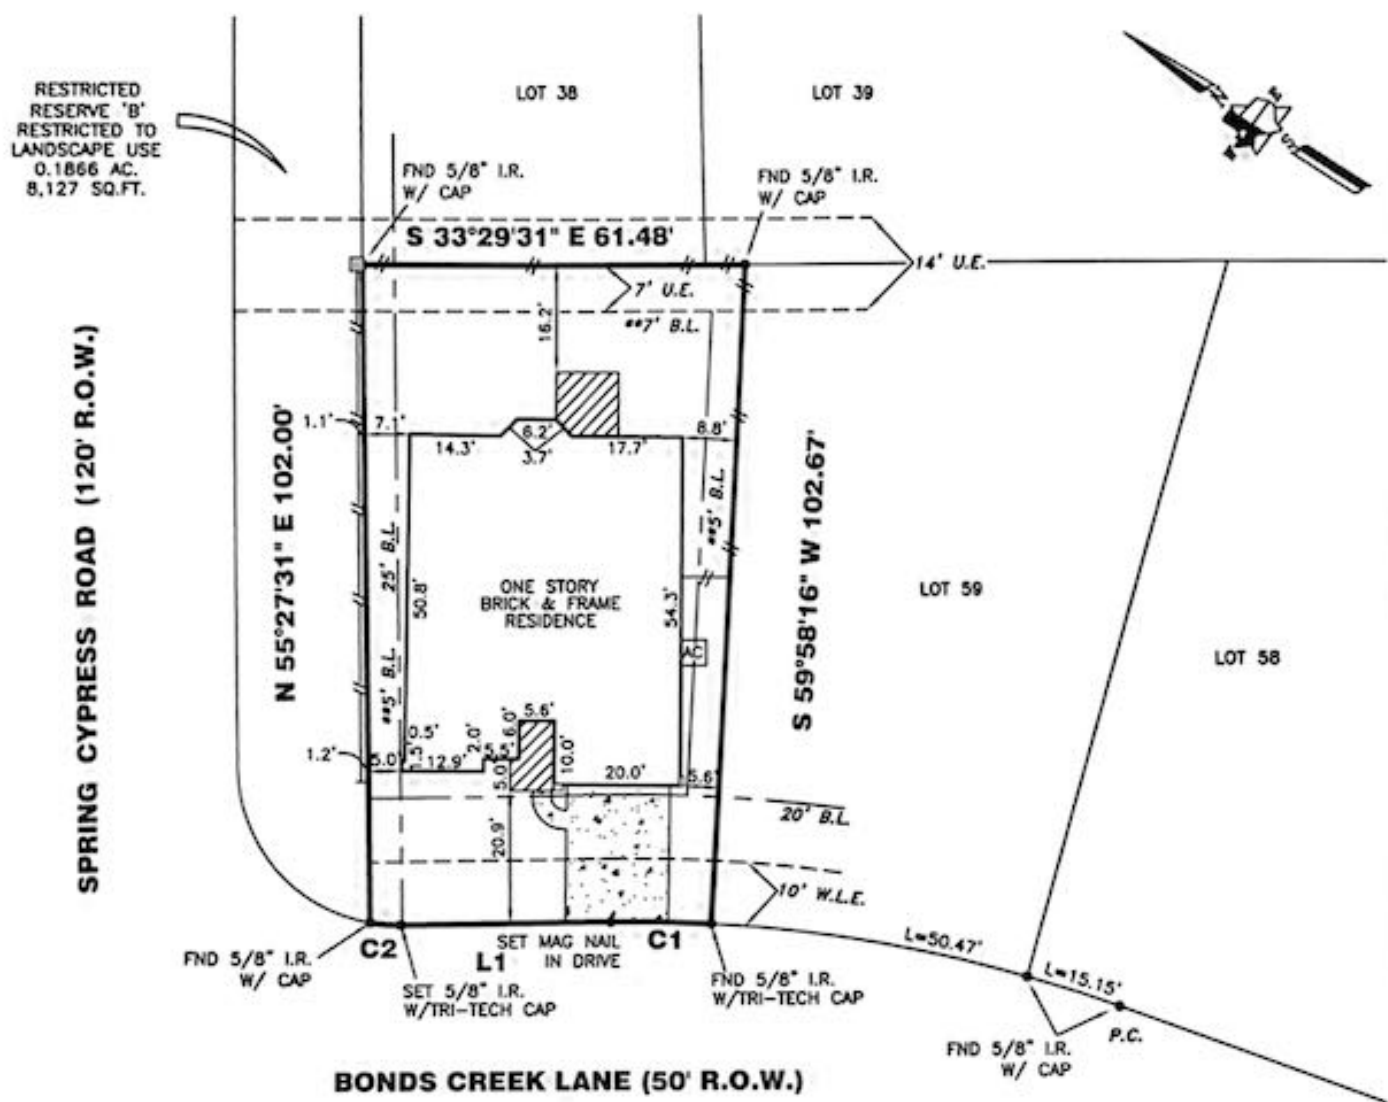 RESTRICTED
RESERVE 'B'
RESTRICTED TO
LANDSCAPE USE
0.1866 AC.
8,127 SQ.FT.
LOT 38
LOT 39
N
S
FND 5/8" I.R.
W/ CAP
FND 5/8" I.R.
W/ CAP
S 33°29'31" E 61.48'
14' U.E.
7' U.E.
**7' B.L.
16.2'
SPRING CYPRESS ROAD (120' R.O.W.)
N 55°27'31" E 102.00'
1.1'
7.1'
14.3'
6.2'
3.7'
17.7'
8.8'
**5' B.L.
S 59°58'16" W 102.67'
25' B.L.
**5' B.L.
50.8'
ONE STORY
BRICK & FRAME
RESIDENCE
54.3'
AC
LOT 59
LOT 58
1.2'
5.0'
0.5'
1.5'
12.9'
2.0'
6.0'
5.6'
5.0'
10.0'
20.0'
5.6'
20.9'
20' B.L.
10' W.L.E.
C2
L1
SET MAG NAIL
IN DRIVE
C1
L=50.47'
L=15.15'
FND 5/8" I.R.
W/ CAP
SET 5/8" I.R.
W/TRI-TECH CAP
FND 5/8" I.R.
W/TRI-TECH CAP
FND 5/8" I.R.
W/ CAP
P.C.
BONDS CREEK LANE (50' R.O.W.)